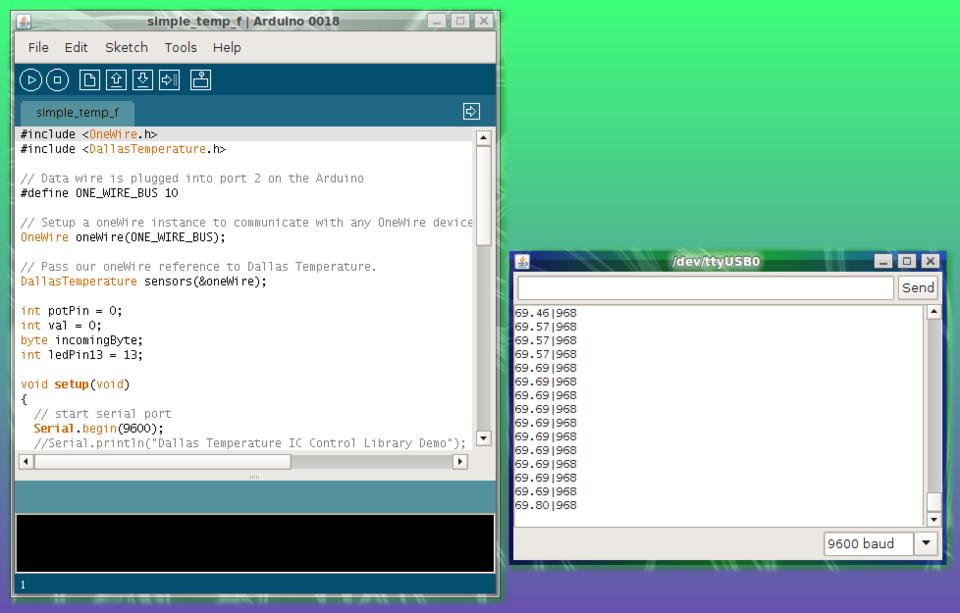 simple_temp_f | Arduino 0018
File Edit Sketch Tools Help
simple_temp_f
#include <OneWire.h>
#include <DallasTemperature.h>
// Data wire is plugged into port 2 on the Arduino
#define ONE_WIRE_BUS 10
// Setup a oneWire instance to communicate with any OneWire device
OneWire oneWire(ONE_WIRE_BUS);
// Pass our oneWire reference to Dallas Temperature.
DallasTemperature sensors(&oneWire);
int potPin = 0;
int val = 0;
byte incomingByte;
int ledPin13 = 13;
void setup(void)
{
// start serial port
Serial.begin(9600);
//Serial.println("Dallas Temperature IC Control Library Demo");
1
/dev/ttyUSB0
Send
69.46|968
69.57|968
69.57|968
69.57|968
69.69|968
69.69|968
69.69|968
69.69|968
69.69|968
69.69|968
69.69|968
69.69|968
69.69|968
69.69|968
69.80|968
9600 baud